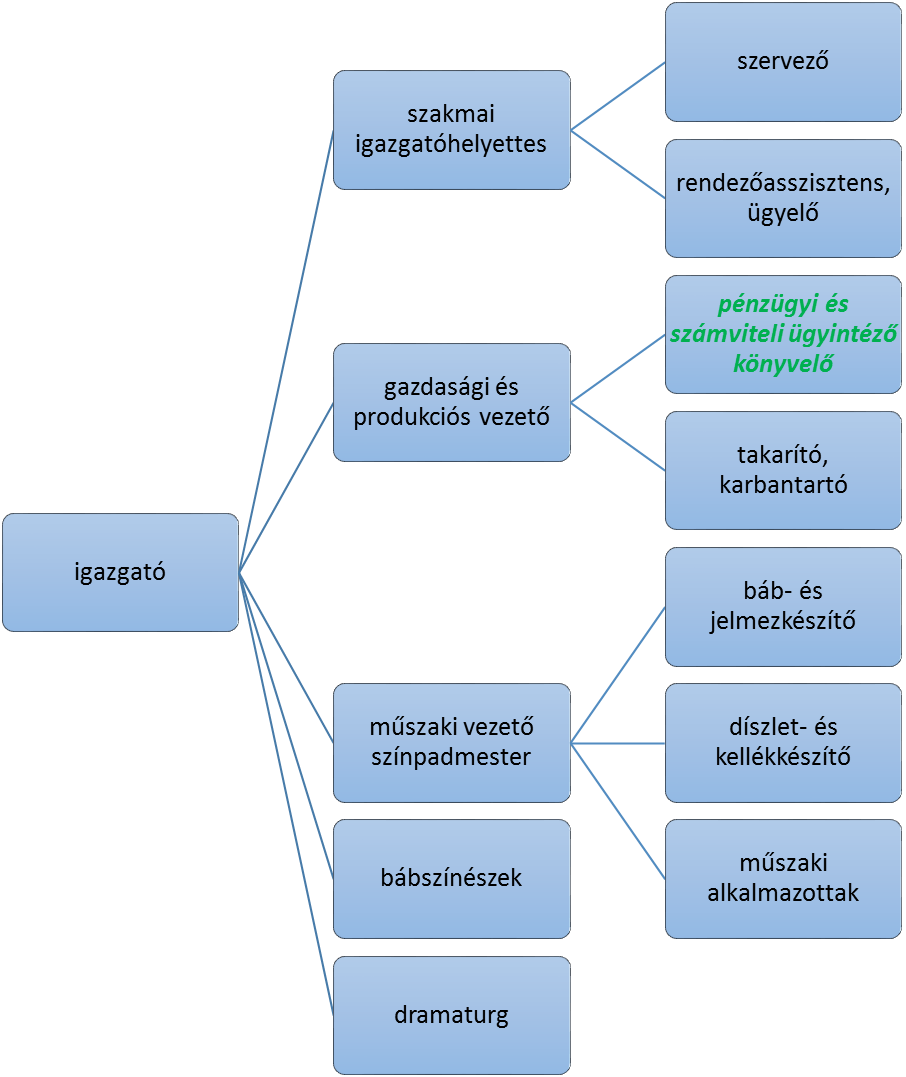 igazgató
szakmai
igazgatóhelyettes
szervező
rendezőasszisztens,
ügyelő
gazdasági és
produkciós vezető
pénzügyi és
számviteli ügyintéző
könyvelő
takarító,
karbantartó
műszaki vezető
színpadmester
báb- és
jelmezkészítő
díszlet- és
kellékkészítő
műszaki
alkalmazottak
bábszínészek
dramaturg